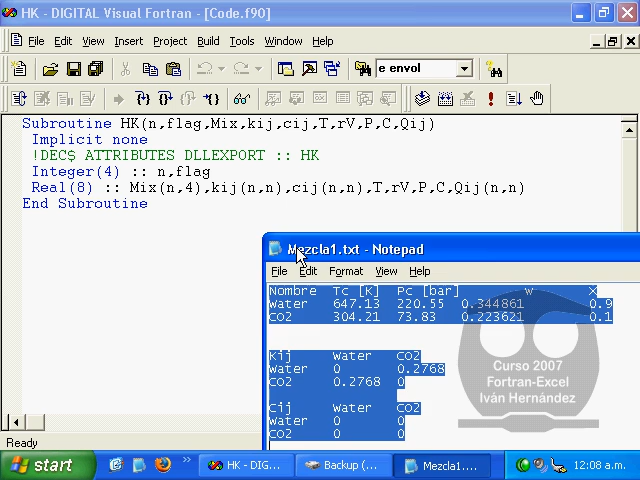 HK - DIGITAL Visual Fortran - [Code.f90]
File Edit View Insert Project Build Tools Window Help
e envol
Subroutine HK(n,flag,Mix,kij,cij,T,rV,P,C,Qij)
Implicit none
!DEC$ ATTRIBUTES DLLEXPORT :: HK
Integer(4) :: n,flag
Real(8) :: Mix(n,4),kij(n,n),cij(n,n),T,rV,P,C,Qij(n,n)
End Subroutine
Mezcla1.txt - Notepad
File Edit Format View Help
Nombre Tc [K] Pc [bar] w X
Water 647.13 220.55 0.344861 0.9
CO2 304.21 73.83 0.223621 0.1
Kij Water CO2
Water 0 0.2768
CO2 0.2768 0
Cij Water CO2
Water 0 0
CO2 0 0
Curso 2007
Fortran-Excel
Iván Hernández
Ready
start
HK - DIG...
Backup (...
Mezcla1....
12:08 a.m.